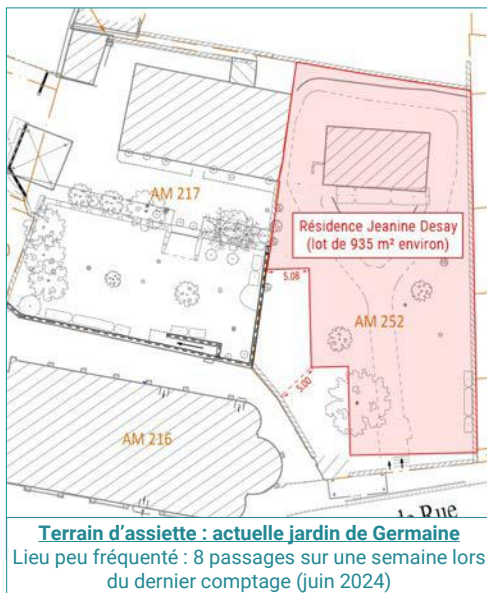 AM 217
Résidence Jeanine Desay
(lot de 935 m² environ)
5.08
AM 252
5.00
AM 216
Rue
Terrain d'assiette : actuelle jardin de Germaine
Lieu peu fréquenté : 8 passages sur une semaine lors
du dernier comptage (juin 2024)